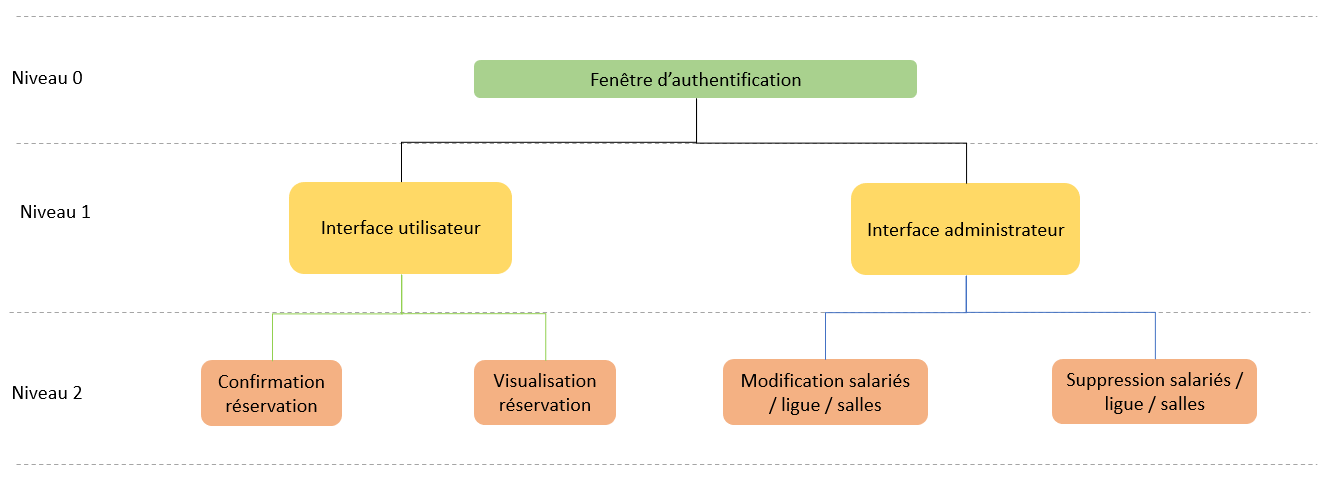 Niveau 0
Fenêtre d'authentification
Niveau 1
Interface utilisateur
Interface administrateur
Niveau 2
Confirmation
réservation
Visualisation
réservation
Modification salariés
/ ligue / salles
Suppression salariés /
ligue / salles